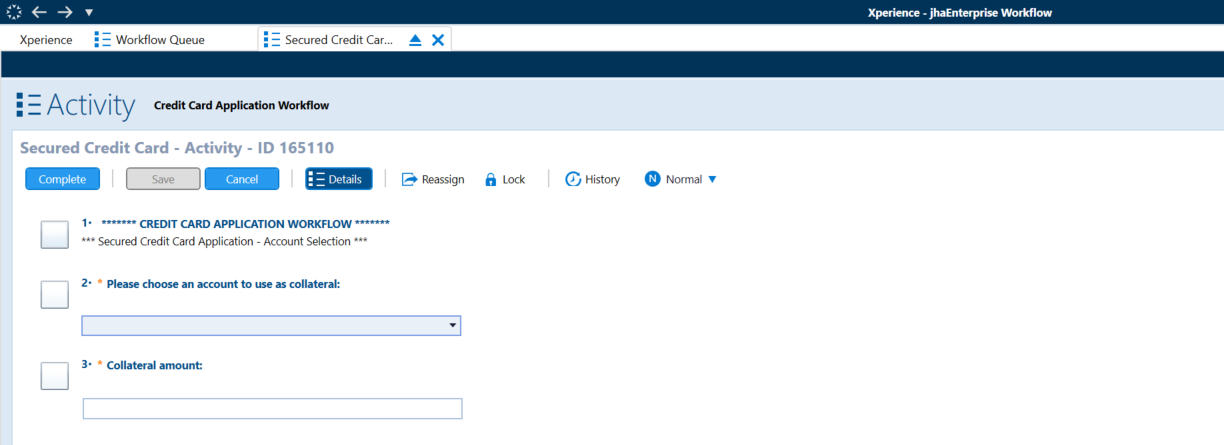 Xperience - jhaEnterprise Workflow
Xperience Workflow Queue Secured Credit Car...
Activity Credit Card Application Workflow
Secured Credit Card - Activity - ID 165110
Complete Save Cancel Details Reassign Lock History N Normal
1. ******* CREDIT CARD APPLICATION WORKFLOW *******
*** Secured Credit Card Application - Account Selection ***
2. * Please choose an account to use as collateral:
3. * Collateral amount: